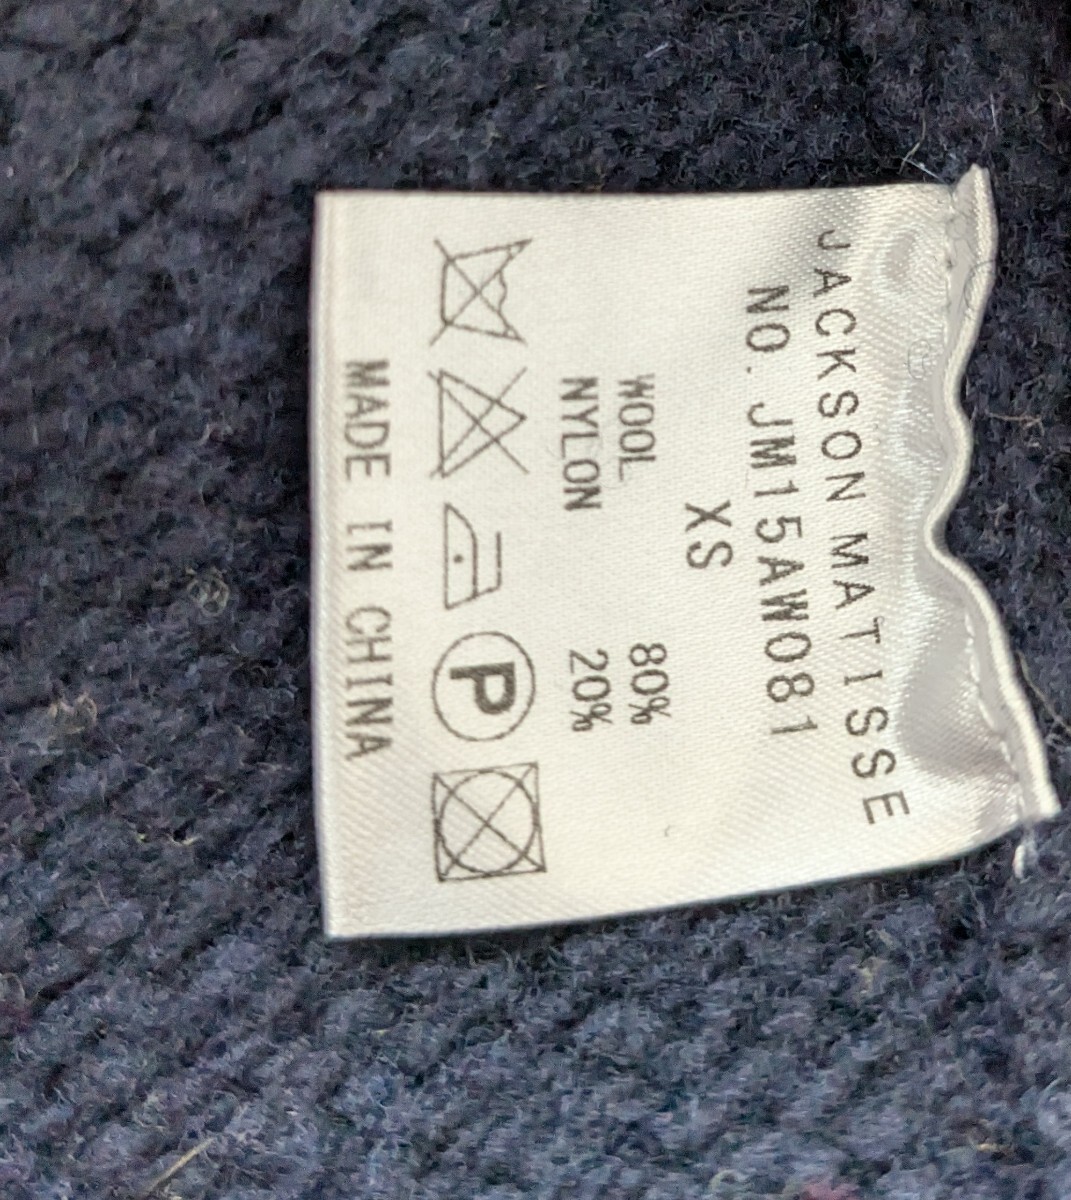 JACKSON MATISSE
NO. JM15AW081
XS
WOOL 80%
NYLON 20%
P
MADE IN CHINA